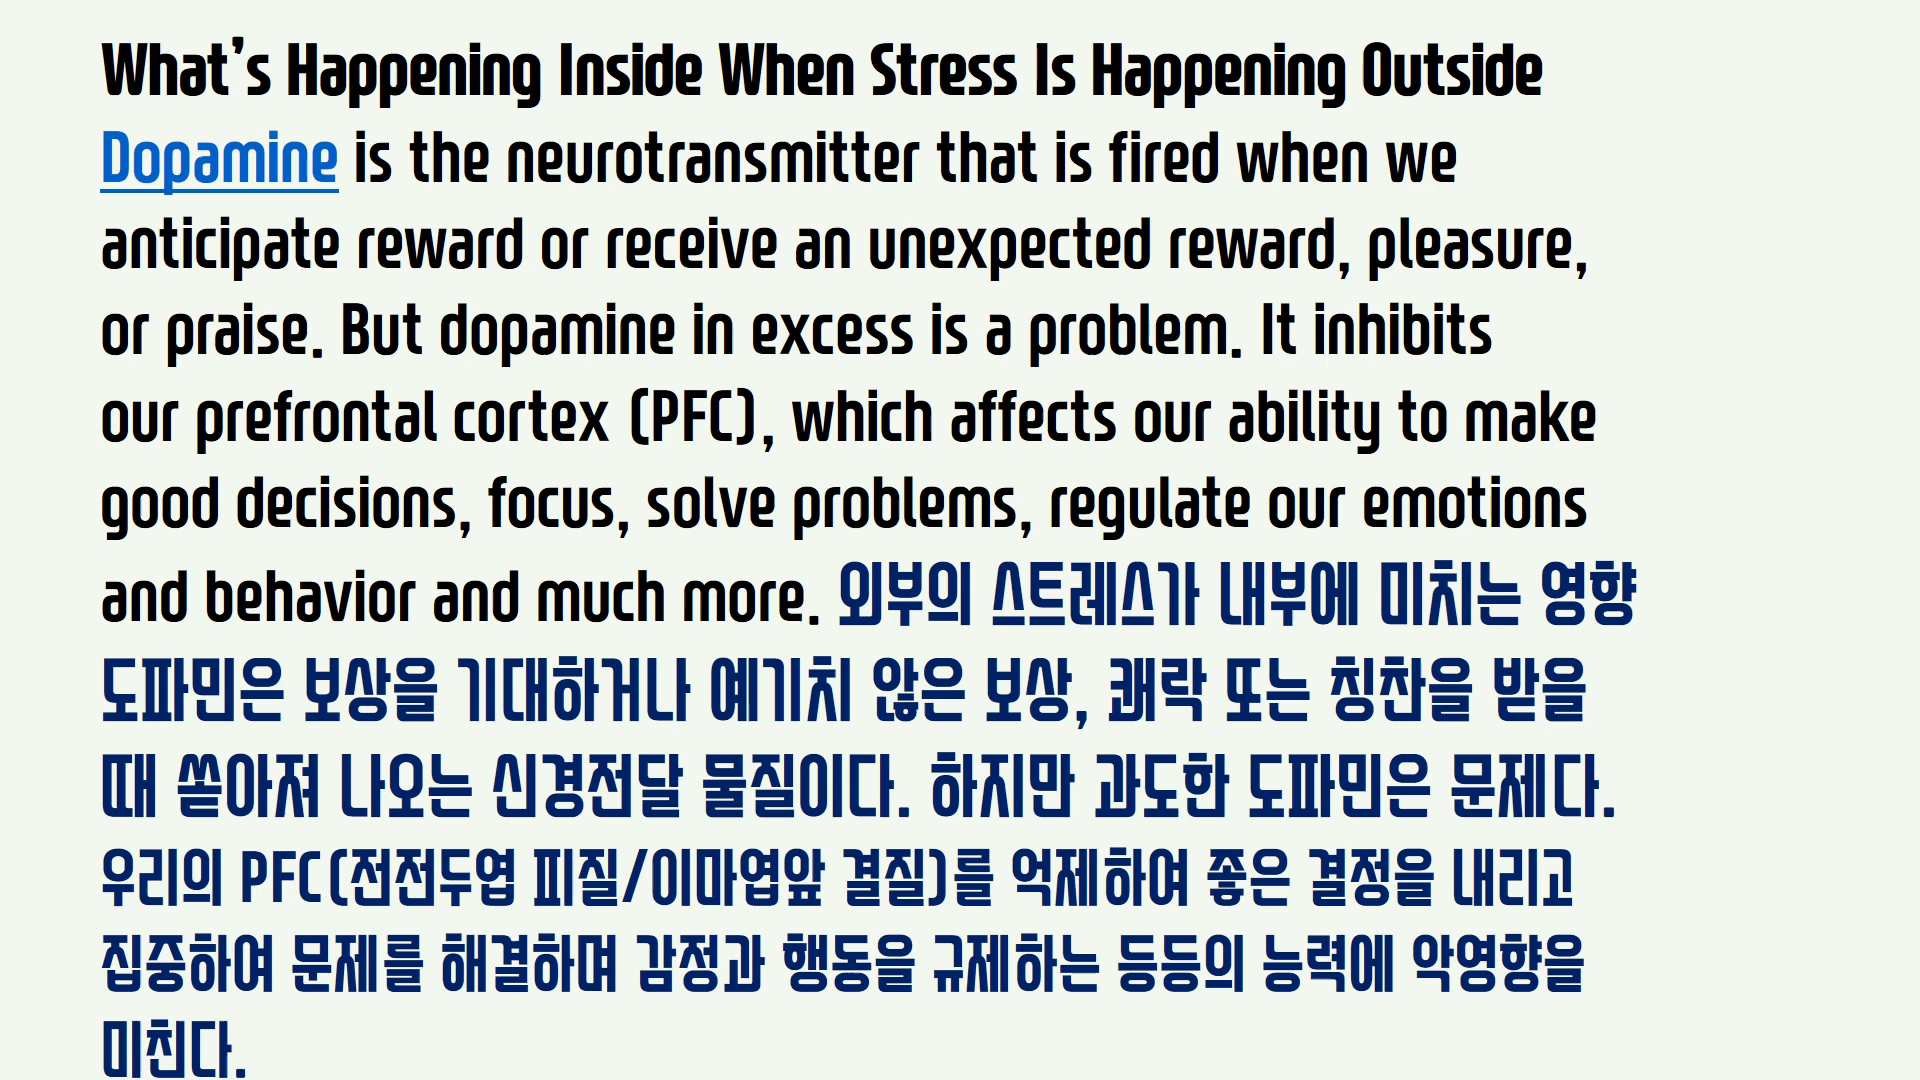 What's Happening Inside When Stress Is Happening Outside
Dopamine is the neurotransmitter that is fired when we
anticipate reward or receive an unexpected reward, pleasure,
or praise. But dopamine in excess is a problem. It inhibits
our prefrontal cortex (PFC), which affects our ability to make
good decisions, focus, solve problems, regulate our emotions
and behavior and much more. 외부의 스트레스가 내부에 미치는 영향
도파민은 보상을 기대하거나 예기치 않은 보상, 쾌락 또는 칭찬을 받을
때 쏟아져 나오는 신경전달 물질이다. 하지만 과도한 도파민은 문제다.
우리의 PFC(전전두엽 피질/이마엽앞 결질)를 억제하여 좋은 결정을 내리고
집중하여 문제를 해결하며 감정과 행동을 규제하는 등등의 능력에 악영향을
미친다.